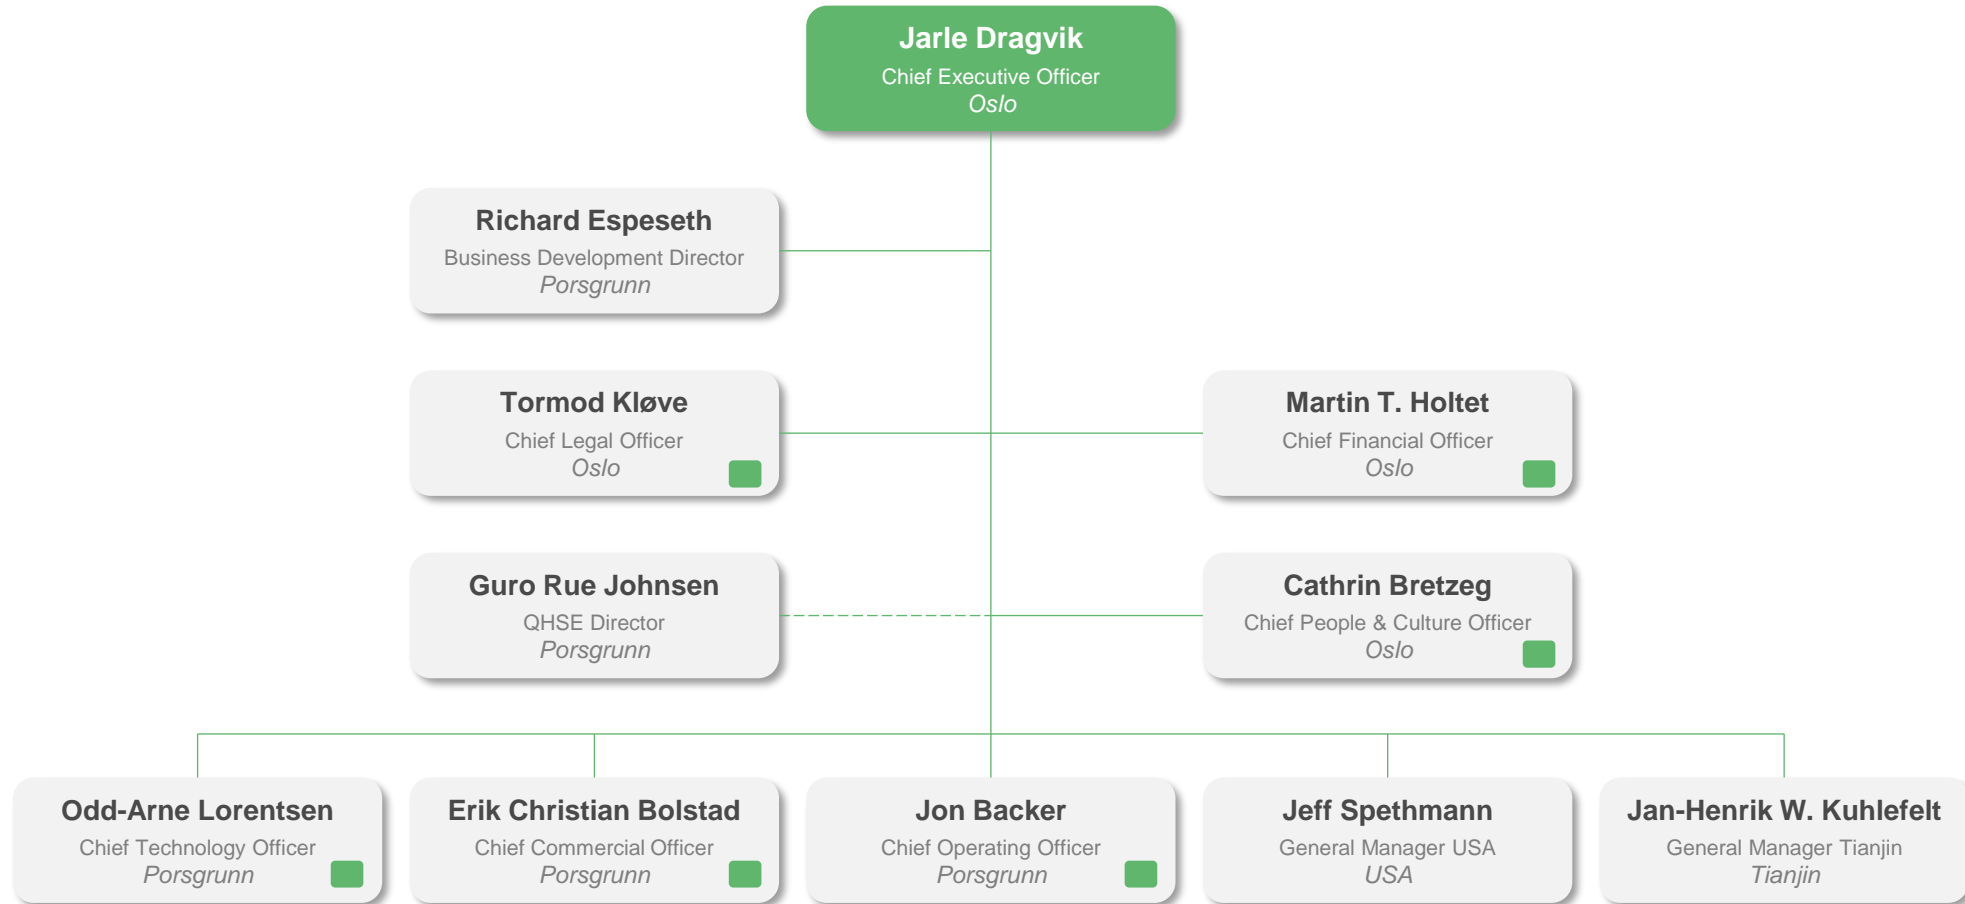 Jarle Dragvik
Chief Executive Officer
Oslo
Richard Espeseth
Business Development Director
Porsgrunn
Tormod Kløve
Chief Legal Officer
Oslo
Martin T. Holtet
Chief Financial Officer
Oslo
Guro Rue Johnsen
QHSE Director
Porsgrunn
Cathrin Bretzeg
Chief People & Culture Officer
Oslo
Odd-Arne Lorentsen
Chief Technology Officer
Porsgrunn
Erik Christian Bolstad
Chief Commercial Officer
Porsgrunn
Jon Backer
Chief Operating Officer
Porsgrunn
Jeff Spethmann
General Manager USA
USA
Jan-Henrik W. Kuhlefelt
General Manager Tianjin
Tianjin